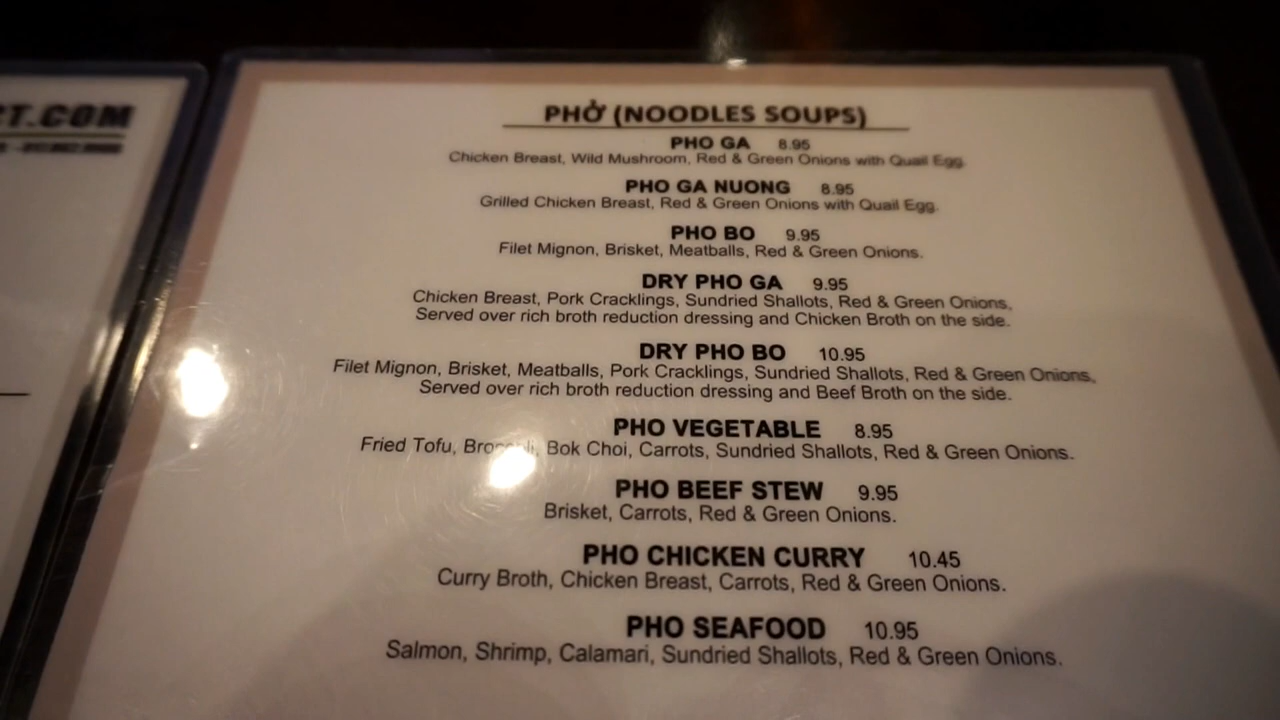 CT.COM
PHỞ (NOODLES SOUPS)
PHO GA 8.95
Chicken Breast, Wild Mushroom, Red & Green Onions with Quail Egg.
PHO GA NUONG 8.95
Grilled Chicken Breast, Red & Green Onions with Quail Egg.
PHO BO 9.95
Filet Mignon, Brisket, Meatballs, Red & Green Onions.
DRY PHO GA 9.95
Chicken Breast, Pork Cracklings, Sundried Shallots, Red & Green Onions,
Served over rich broth reduction dressing and Chicken Broth on the side.
DRY PHO BO 10.95
Filet Mignon, Brisket, Meatballs, Pork Cracklings, Sundried Shallots, Red & Green Onions,
Served over rich broth reduction dressing and Beef Broth on the side.
PHO VEGETABLE 8.95
Fried Tofu, Broccoli, Bok Choi, Carrots, Sundried Shallots, Red & Green Onions.
PHO BEEF STEW 9.95
Brisket, Carrots, Red & Green Onions.
PHO CHICKEN CURRY 10.45
Curry Broth, Chicken Breast, Carrots, Red & Green Onions.
PHO SEAFOOD 10.95
Salmon, Shrimp, Calamari, Sundried Shallots, Red & Green Onions.